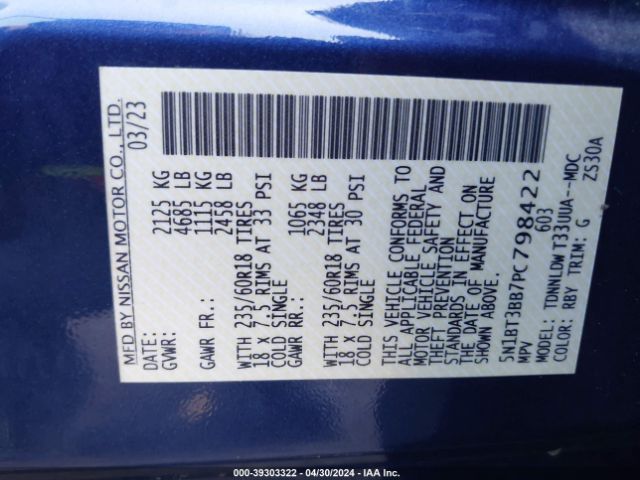 MFD BY NISSAN MOTOR CO., LTD.
DATE: 03/23
GVWR: 2125 KG
4685 LB
GAWR FR.: 1115 KG
2458 LB
WITH 235/60R18 TIRES
18 X 7.5 RIMS AT 33 PSI
COLD SINGLE
GAWR RR.: 1065 KG
2348 LB
WITH 235/60R18 TIRES
18 X 7.5 RIMS AT 30 PSI
COLD SINGLE
THIS VEHICLE CONFORMS TO
ALL APPLICABLE FEDERAL
MOTOR VEHICLE SAFETY AND
THEFT PREVENTION
STANDARDS IN EFFECT ON
THE DATE OF MANUFACTURE
SHOWN ABOVE.
5N1BT3BB7PC798422
MPV 603
MODEL: TDNNLDW T33UUA--MDC
COLOR: RBY TRIM: G ZS30A
000-39303322 - 04/30/2024 - IAA Inc.